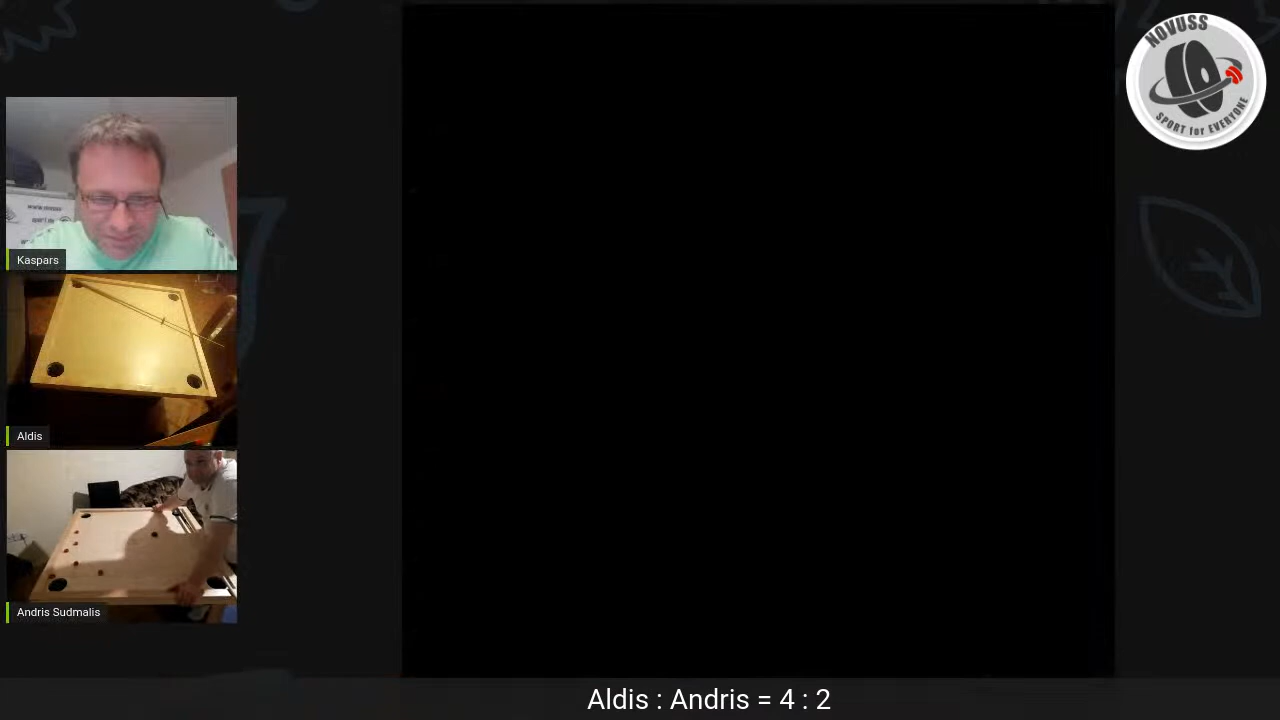 NOVUSS
SPORT for EVERYONE
Kaspars
Aldis
Andris Sudmalis
Aldis : Andris = 4 : 2